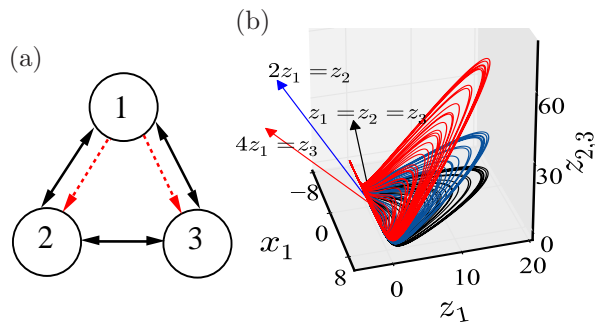 (a)
1
2
3
(b)
2z₁ = z₂
z₁ = z₂ = z₃
4z₁ = z₃
−8
0
8
x₁
0
10
20
z₁
0
30
60
z₂,₃